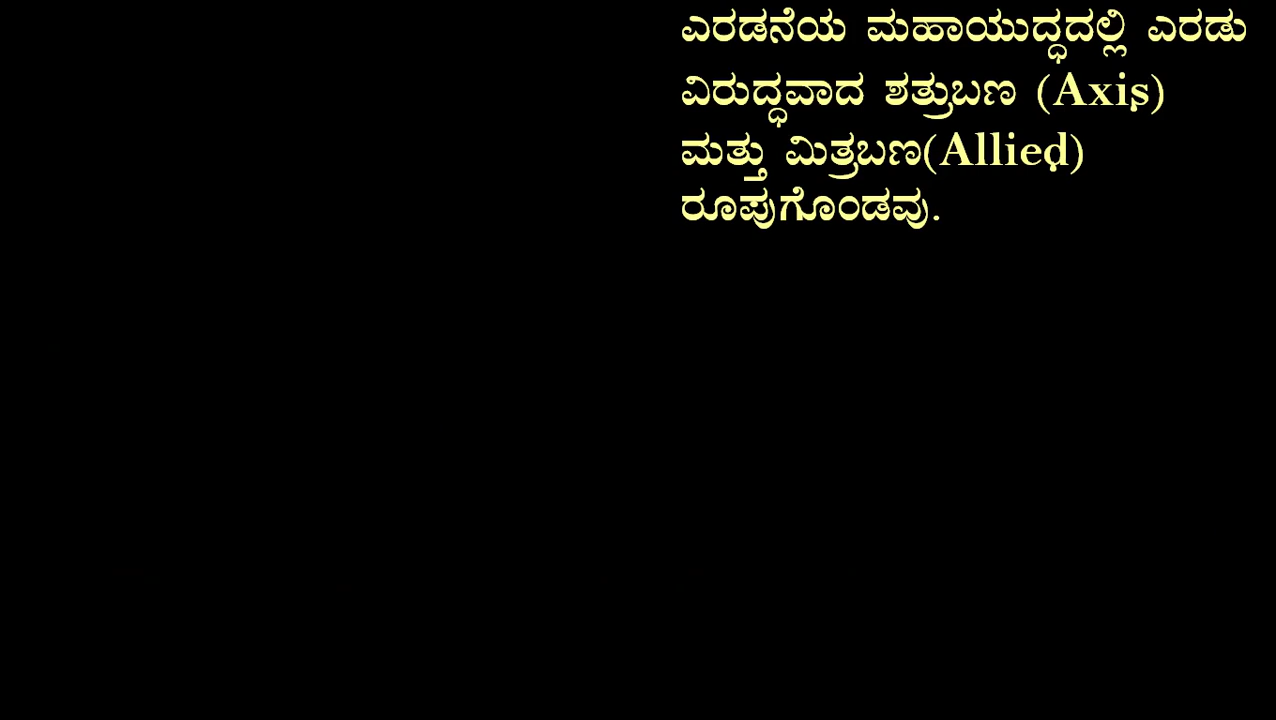 ಎರಡನೆಯ ಮಹಾಯುದ್ಧದಲ್ಲಿ ಎರಡು
ವಿರುದ್ಧವಾದ ಶತ್ರುಬಣ (Axis)
ಮತ್ತು ಮಿತ್ರಬಣ(Allied)
ರೂಪುಗೊಂಡವು.